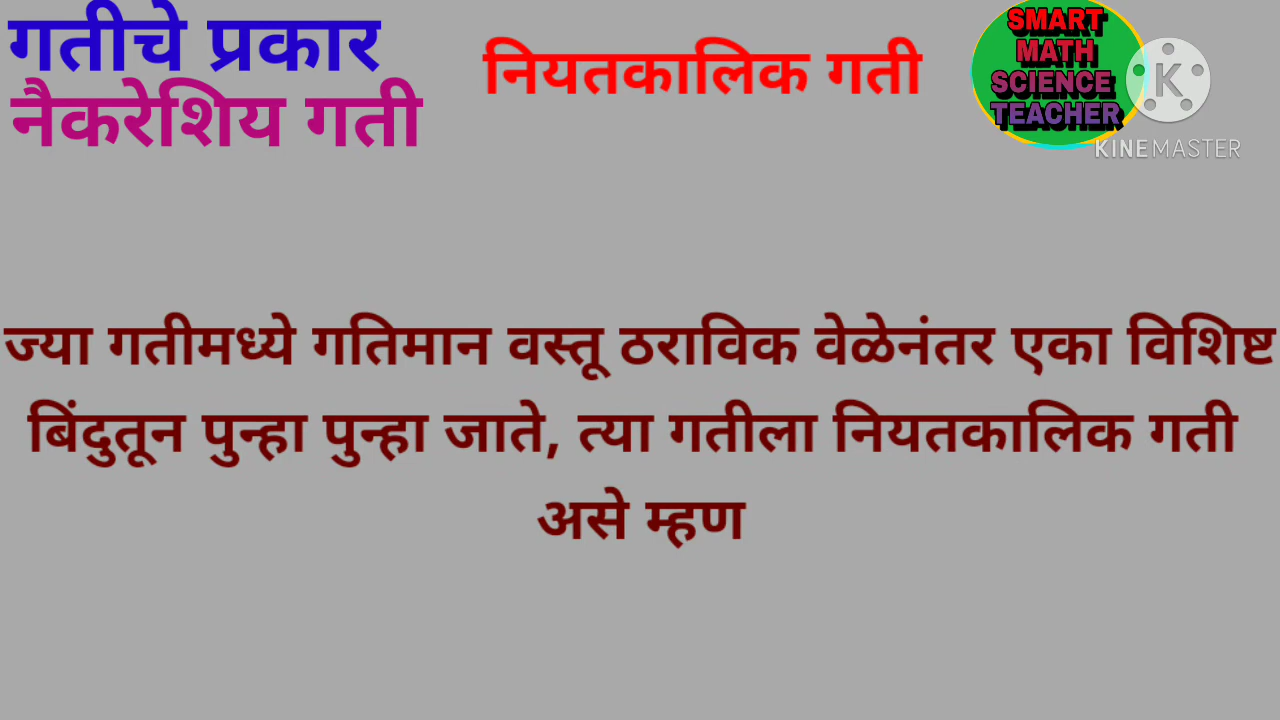 गतीचे प्रकार
नैकरेशिय गती
नियतकालिक गती
SMART
MATH
SCIENCE
TEACHER
K
KINEMASTER
ज्या गतीमध्ये गतिमान वस्तू ठराविक वेळेनंतर एका विशिष्ट
बिंदुतून पुन्हा पुन्हा जाते, त्या गतीला नियतकालिक गती
असे म्हण